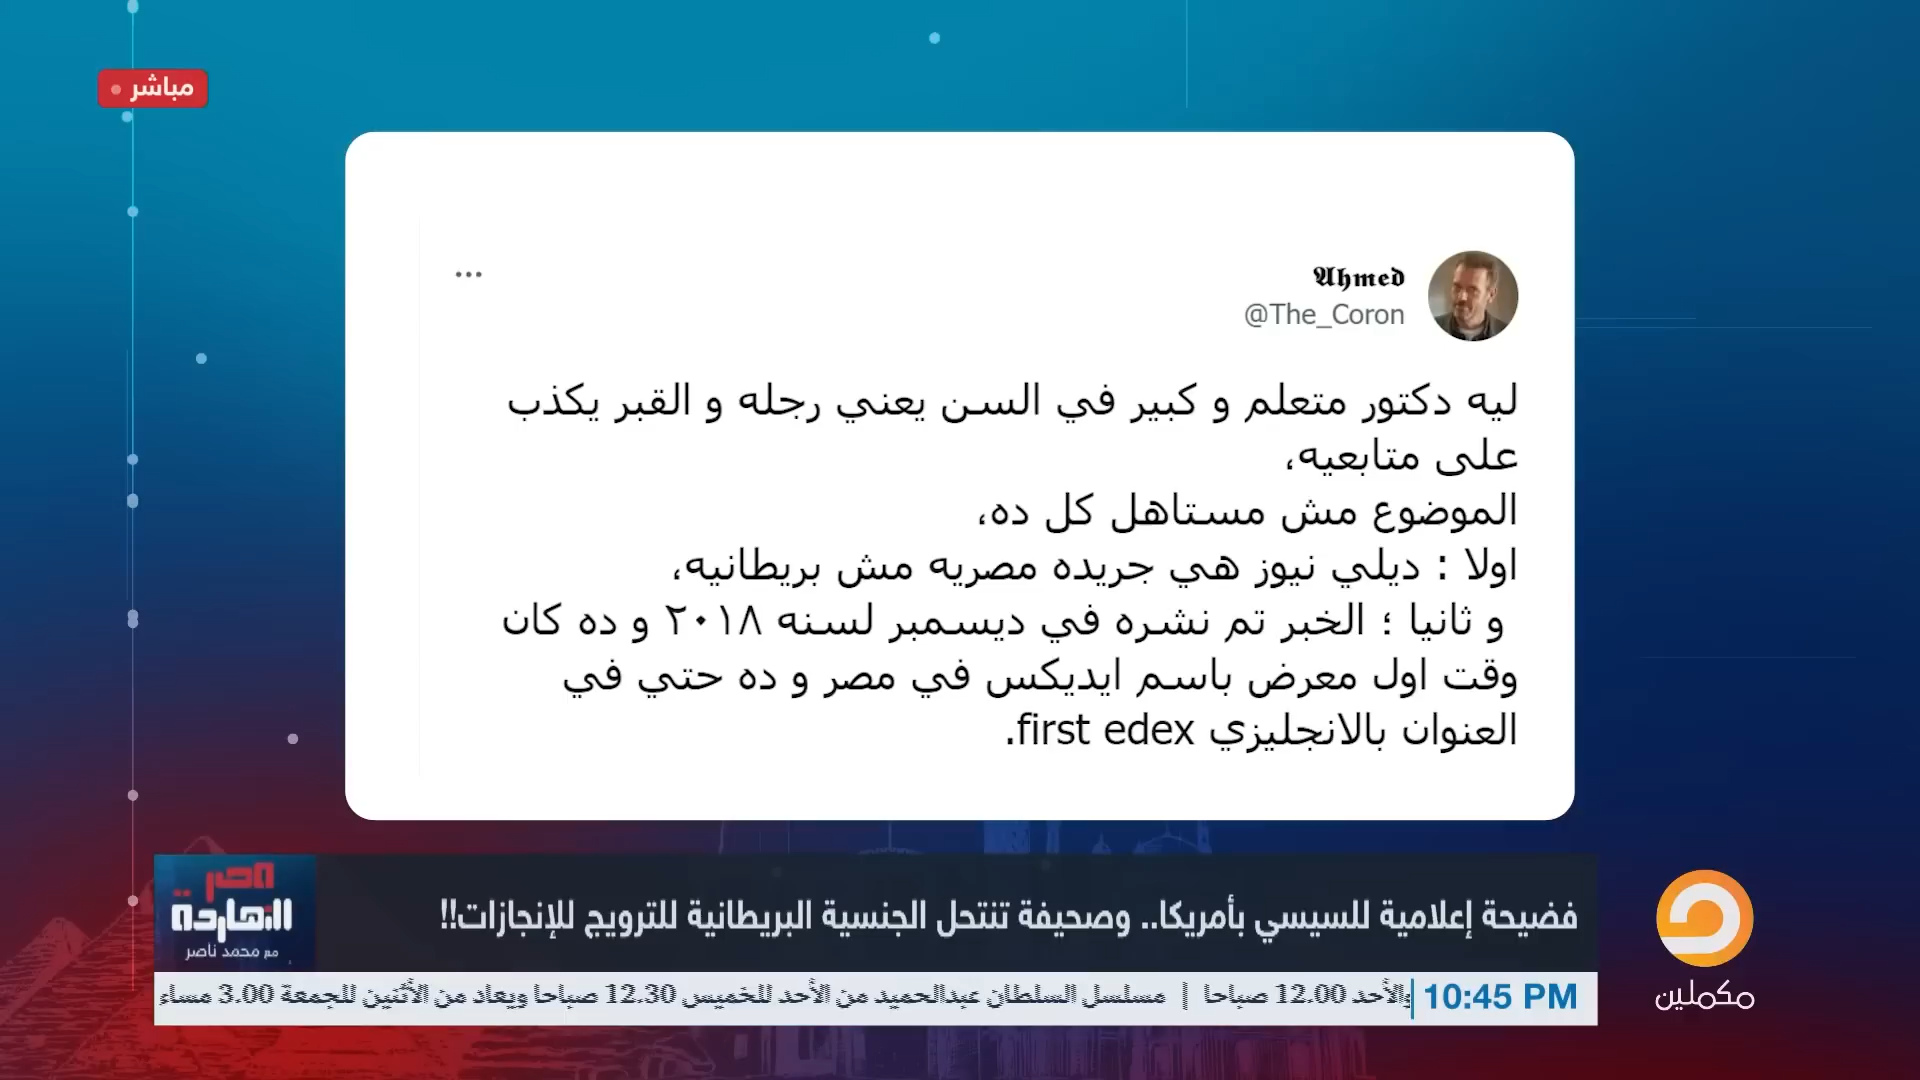 مباشر
Ahmed
@The_Coron
ليه دكتور متعلم و كبير في السن يعني رجله و القبر يكذب
على متابعيه،
الموضوع مش مستاهل كل ده،
اولا : ديلي نيوز هي جريده مصريه مش بريطانيه،
و ثانيا ؛ الخبر تم نشره في ديسمبر لسنه ٢٠١٨ و ده كان
وقت اول معرض باسم ايديكس في مصر و ده حتي في
العنوان بالانجليزي first edex.
فضيحة إعلامية للسيسي بأمريكا.. وصحيفة تنتحل الجنسية البريطانية للترويج للإنجازات!!
مصر
النهاردة
مع محمد ناصر
10:45 PM
والأحد 12.00 صباحا | مسلسل السلطان عبدالحميد من الأحد للخميس 12.30 صباحا ويعاد من الأثنين للجمعة 3.00 مساء
مكملين